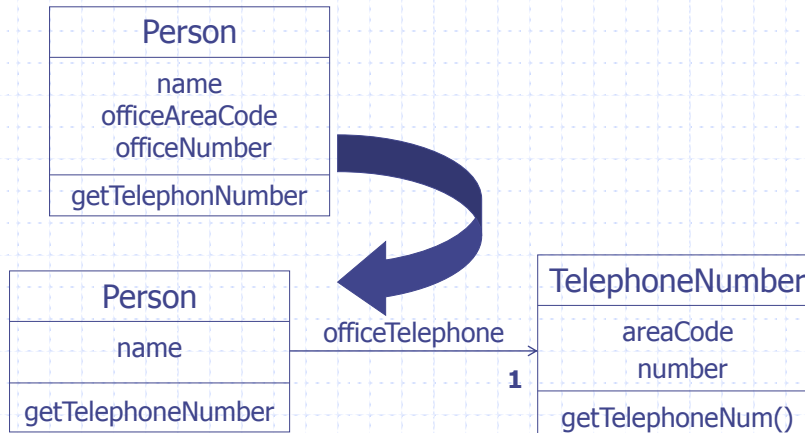 Person
name
officeAreaCode
officeNumber
getTelephonNumber
Person
name
getTelephoneNumber
officeTelephone
1
TelephoneNumber
areaCode
number
getTelephoneNum()